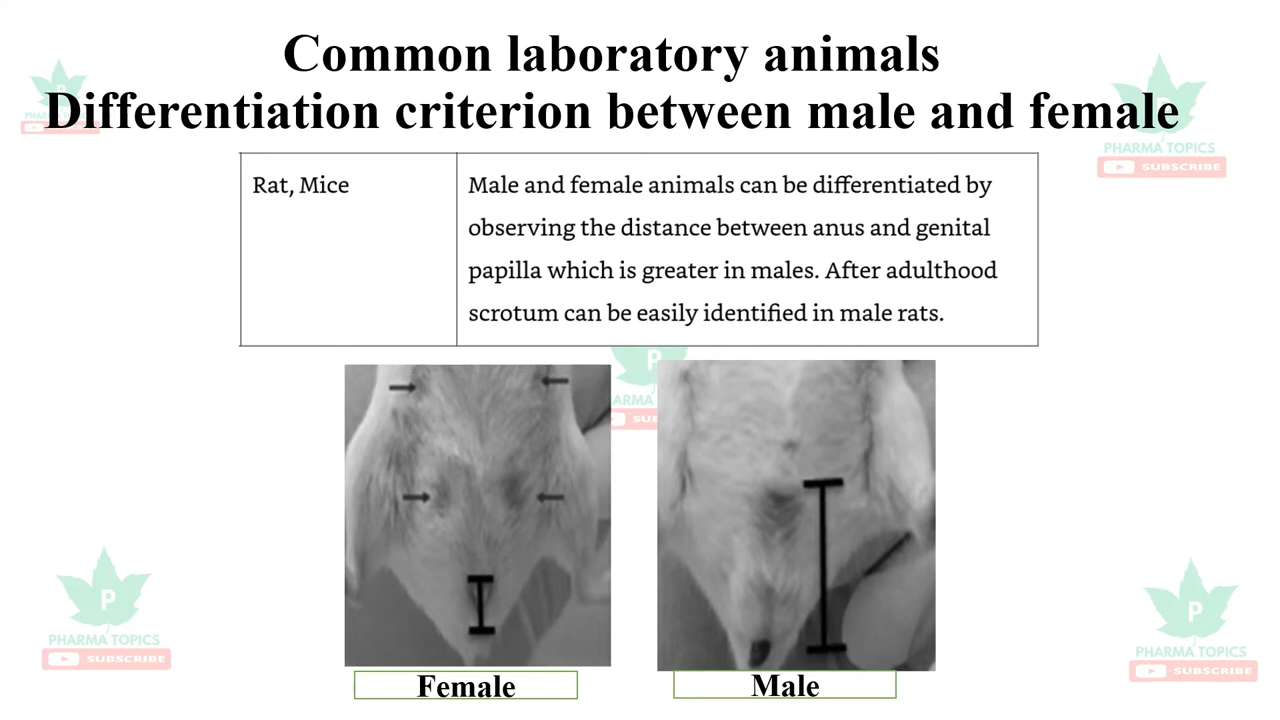 Common laboratory animals
Differentiation criterion between male and female
P
PHARMA TOPICS
SUBSCRIBE
Rat, Mice
Male and female animals can be differentiated by
observing the distance between anus and genital
papilla which is greater in males. After adulthood
scrotum can be easily identified in male rats.
P
P
PHARMA TOPICS
SUBSCRIBE
P
PHARMA TOPICS
SUBSCRIBE
Female
Male